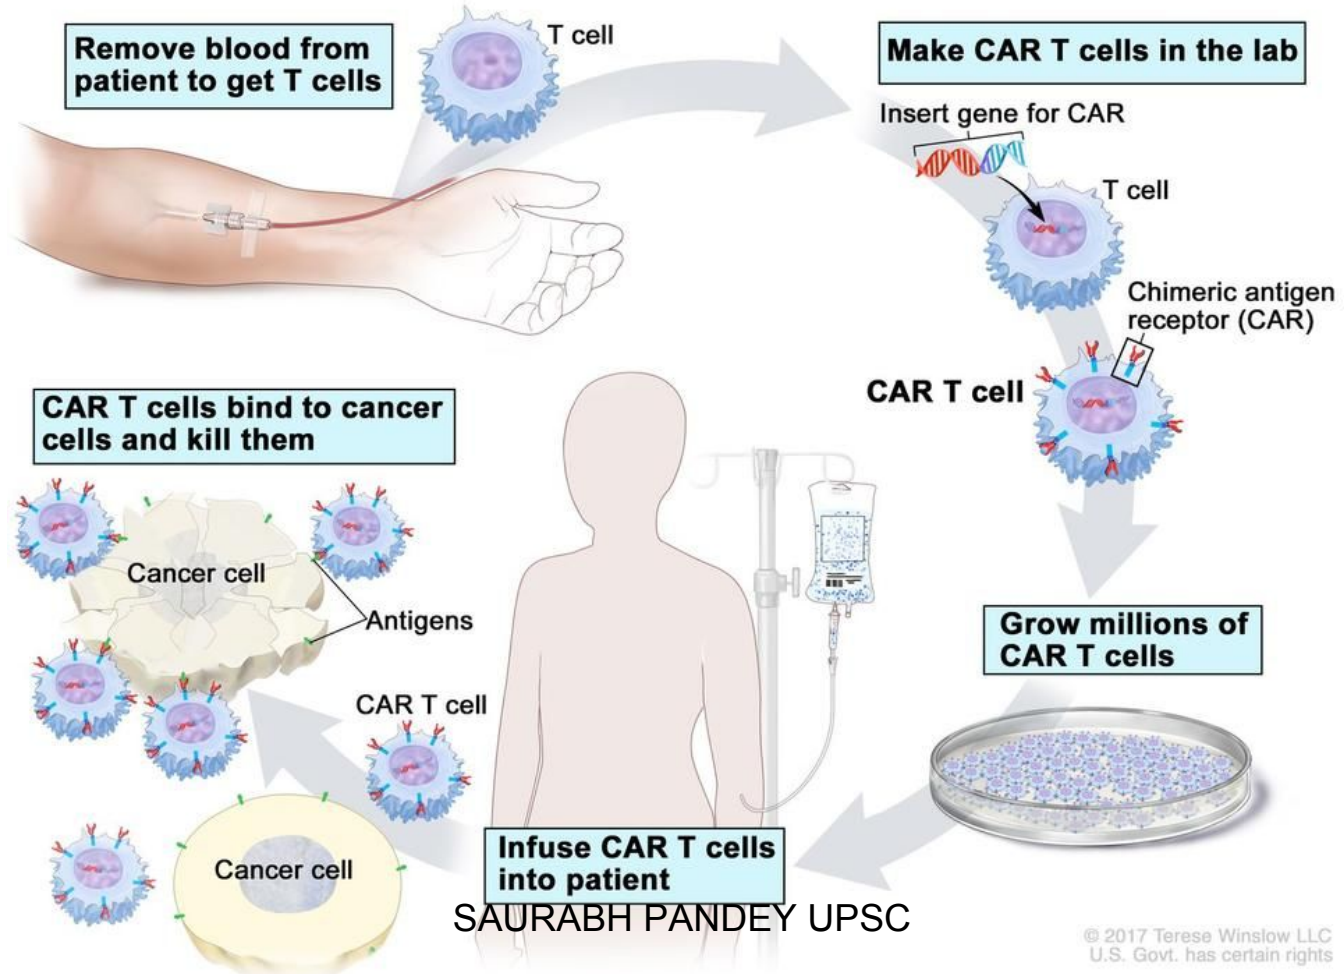 Remove blood from
patient to get T cells
T cell
Make CAR T cells in the lab
Insert gene for CAR
T cell
Chimeric antigen
receptor (CAR)
CAR T cell
CAR T cells bind to cancer
cells and kill them
Cancer cell
Antigens
Grow millions of
CAR T cells
CAR T cell
Infuse CAR T cells
into patient
Cancer cell
SAURABH PANDEY UPSC
© 2017 Terese Winslow LLC
U.S. Govt. has certain rights